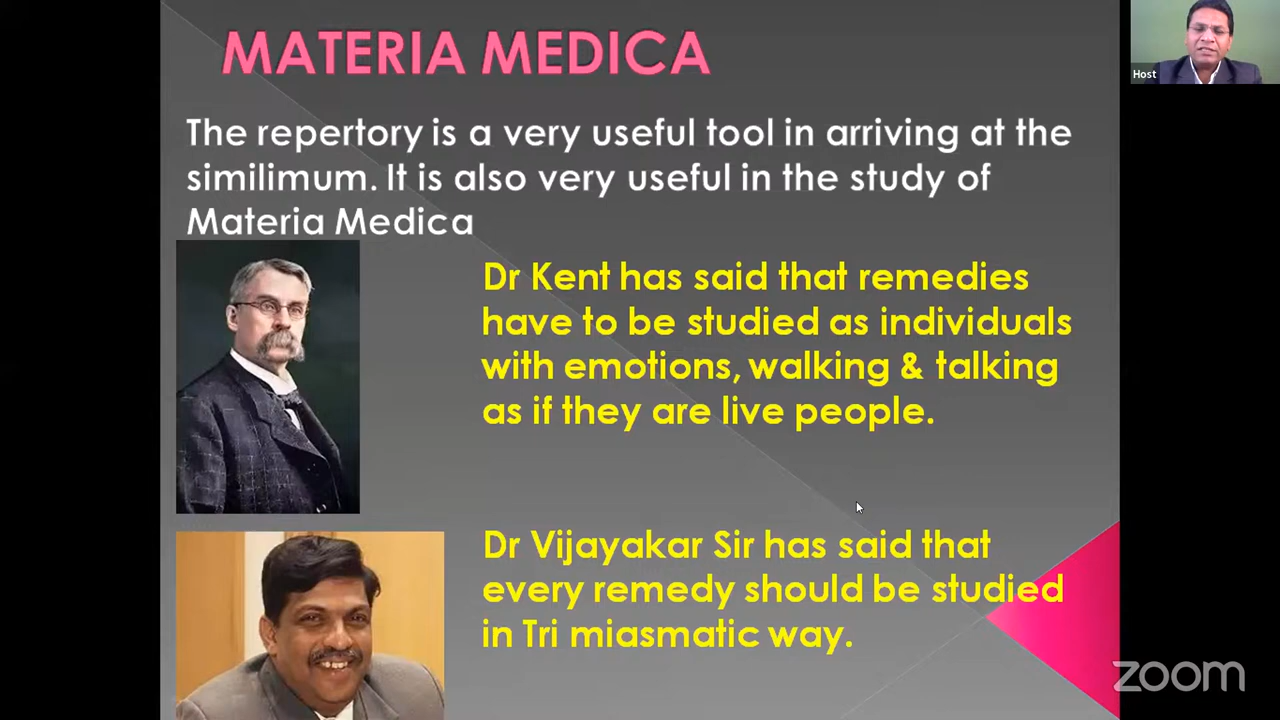 MATERIA MEDICA
Host
The repertory is a very useful tool in arriving at the
similimum. It is also very useful in the study of
Materia Medica
Dr Kent has said that remedies
have to be studied as individuals
with emotions, walking & talking
as if they are live people.
Dr Vijayakar Sir has said that
every remedy should be studied
in Tri miasmatic way.
zoom